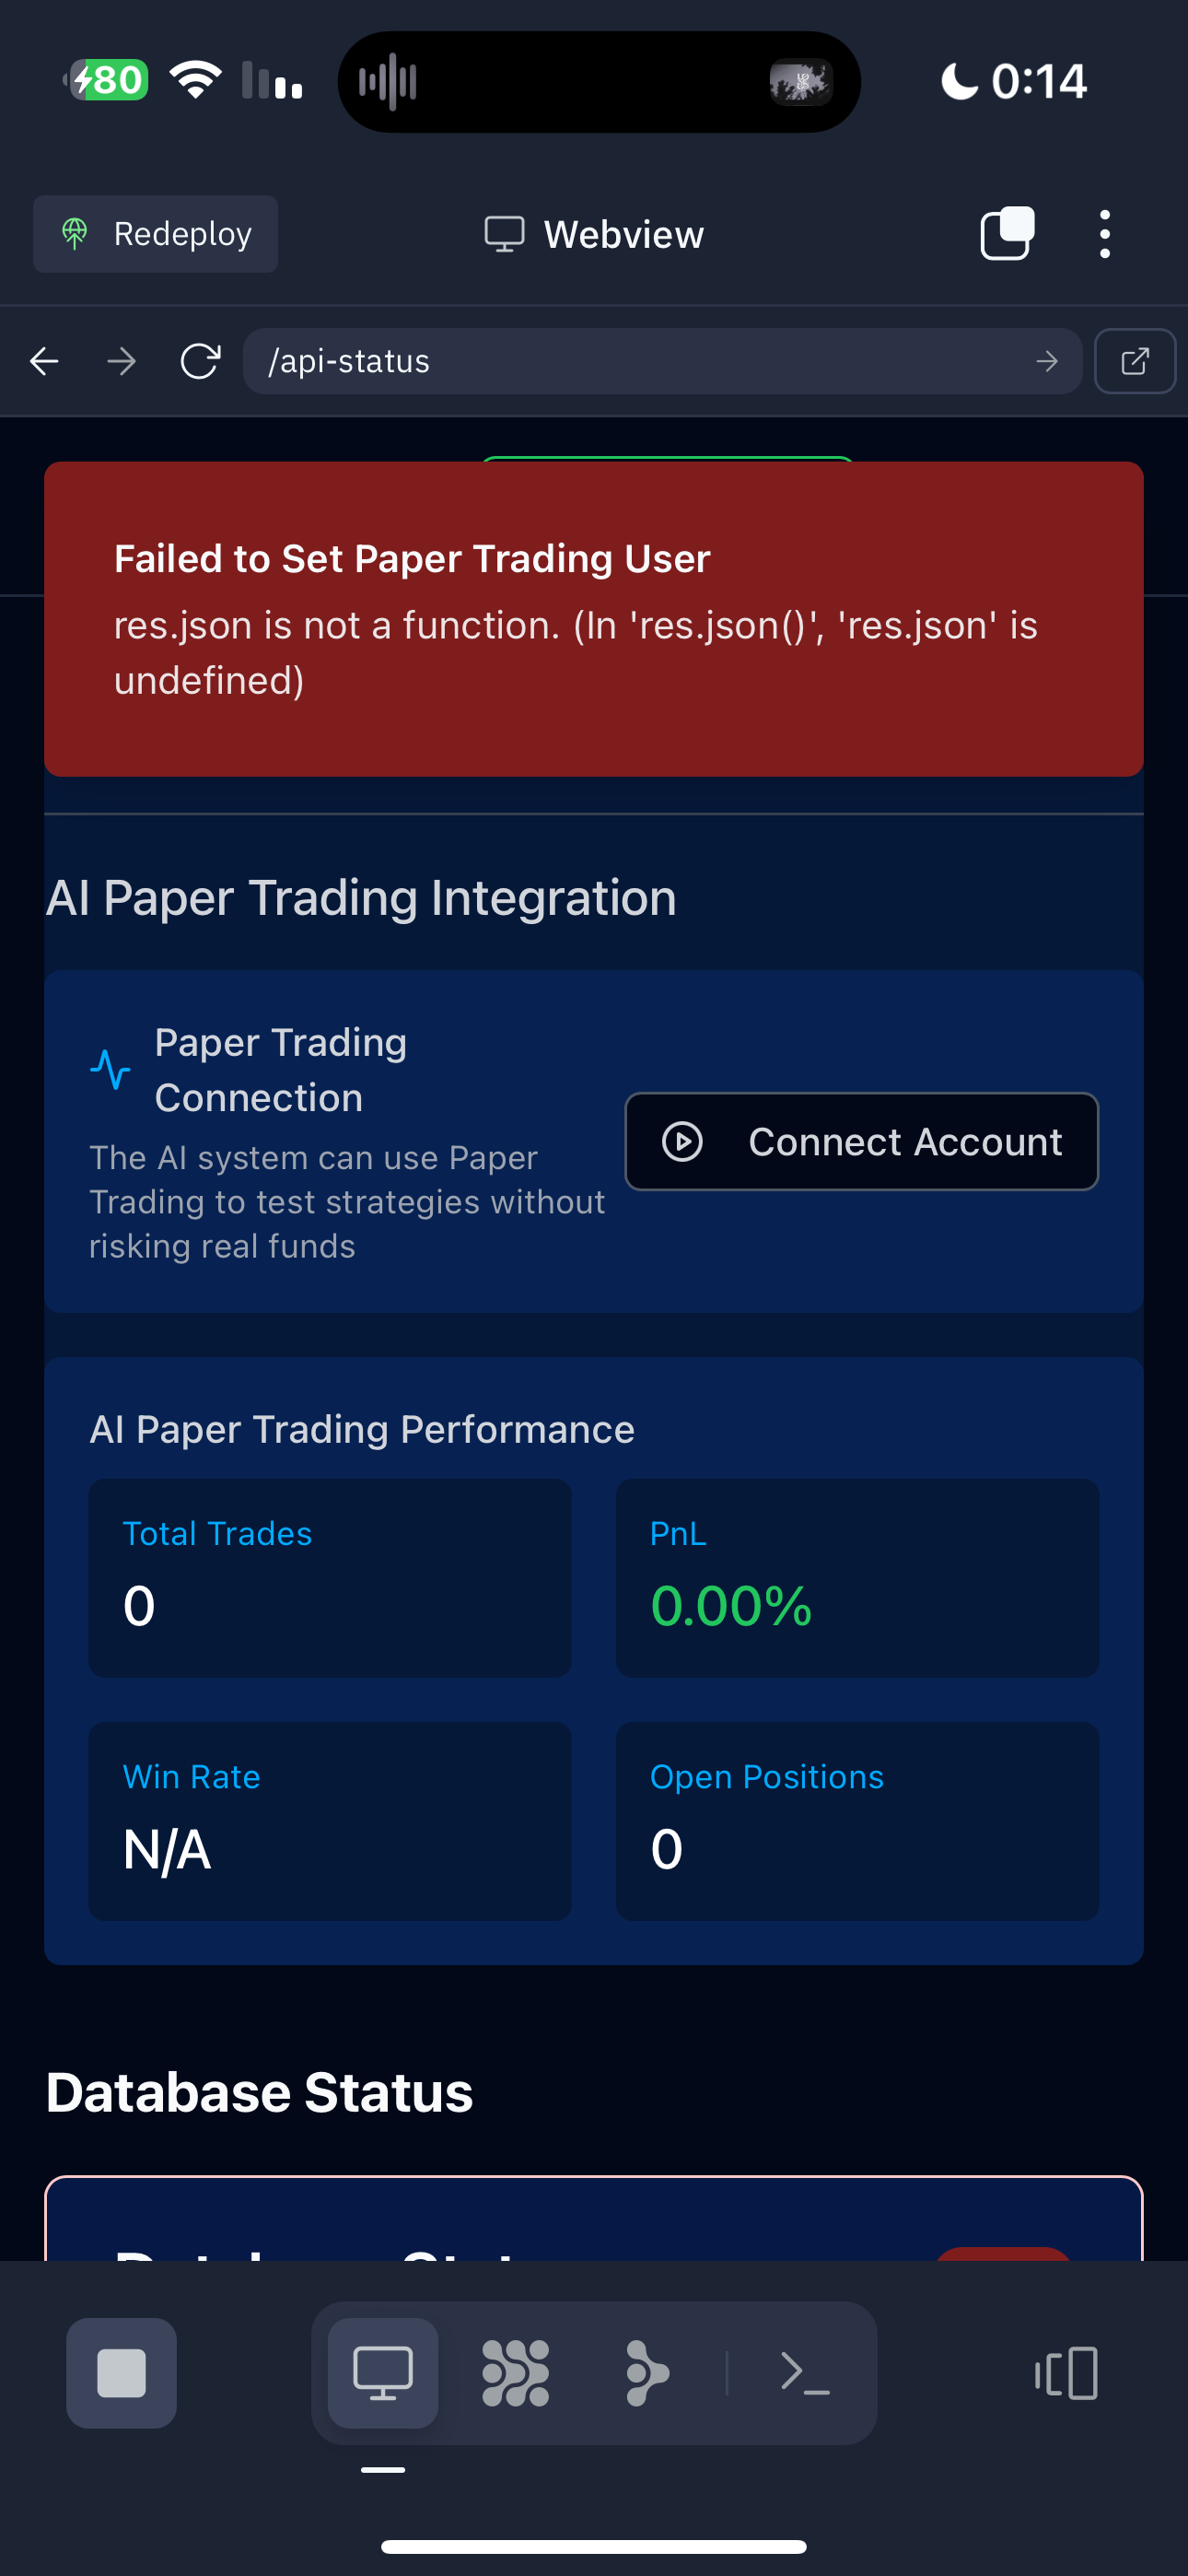 80
0:14
Redeploy
Webview
/api-status
Failed to Set Paper Trading User
res.json is not a function. (In 'res.json()', 'res.json' is
undefined)
AI Paper Trading Integration
Paper Trading
Connection
The AI system can use Paper
Trading to test strategies without
risking real funds
Connect Account
AI Paper Trading Performance
Total Trades
0
PnL
0.00%
Win Rate
N/A
Open Positions
0
Database Status